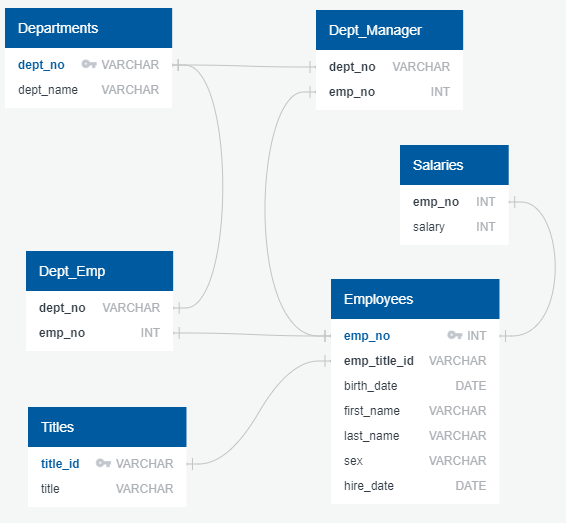 Departments
dept_no VARCHAR
dept_name VARCHAR
Dept_Manager
dept_no VARCHAR
emp_no INT
Salaries
emp_no INT
salary INT
Dept_Emp
dept_no VARCHAR
emp_no INT
Employees
emp_no INT
emp_title_id VARCHAR
birth_date DATE
first_name VARCHAR
last_name VARCHAR
sex VARCHAR
hire_date DATE
Titles
title_id VARCHAR
title VARCHAR